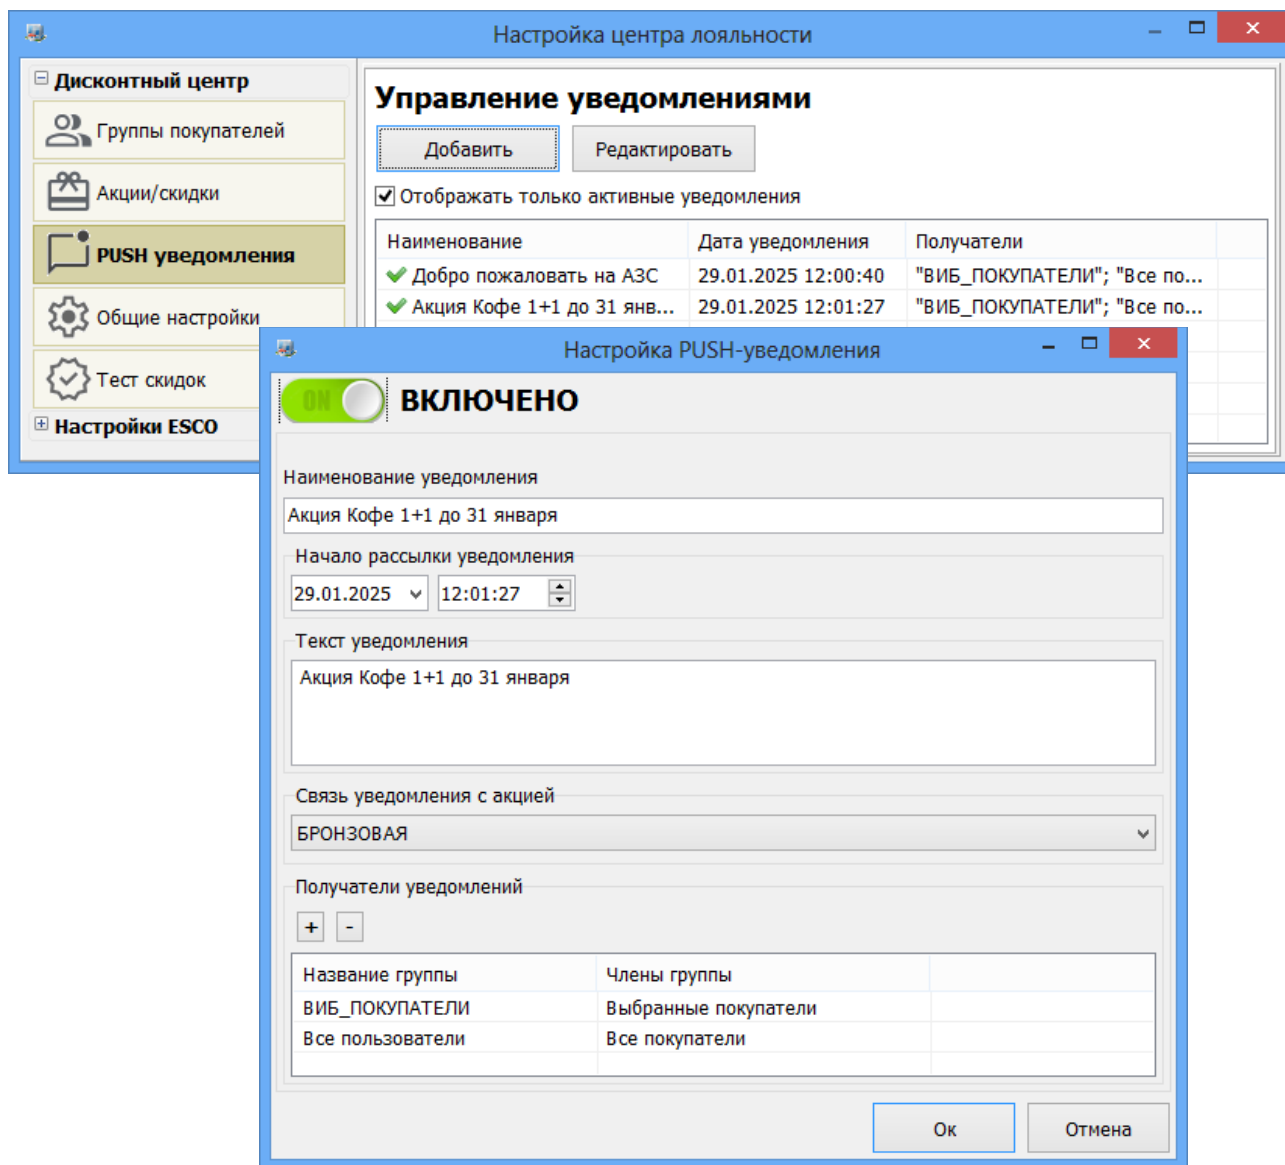 Настройка центра лояльности
Дисконтный центр
Группы покупателей
Акции/скидки
PUSH уведомления
Общие настройки
Тест скидок
Настройки ESCO
Управление уведомлениями
Добавить Редактировать
Отображать только активные уведомления
Наименование Дата уведомления Получатели
Добро пожаловать на АЗС 29.01.2025 12:00:40 "ВИБ_ПОКУПАТЕЛИ"; "Все по...
Акция Кофе 1+1 до 31 янв... 29.01.2025 12:01:27 "ВИБ_ПОКУПАТЕЛИ"; "Все по...
Настройка PUSH-уведомления
ON ВКЛЮЧЕНО
Наименование уведомления
Акция Кофе 1+1 до 31 января
Начало рассылки уведомления
29.01.2025 12:01:27
Текст уведомления
Акция Кофе 1+1 до 31 января
Связь уведомления с акцией
БРОНЗОВАЯ
Получатели уведомлений
+ -
Название группы Члены группы
ВИБ_ПОКУПАТЕЛИ Выбранные покупатели
Все пользователи Все покупатели
Ок Отмена